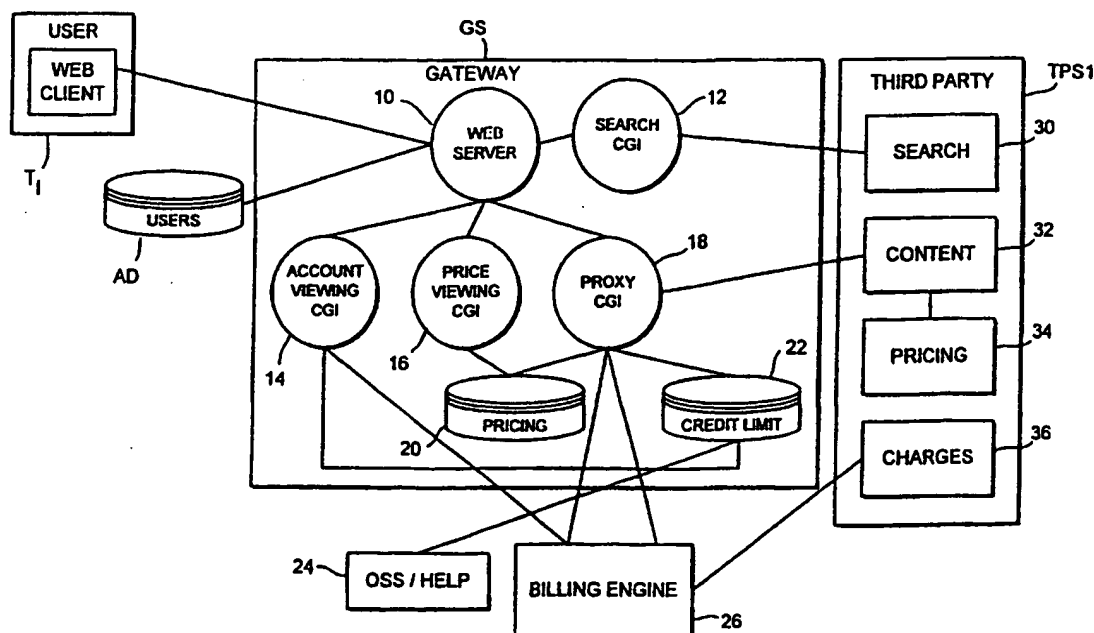 USER
WEB
CLIENT
T1
USERS
AD
GS
GATEWAY
10
WEB
SERVER
12
SEARCH
CGI
ACCOUNT
VIEWING
CGI
14
PRICE
VIEWING
CGI
16
18
PROXY
CGI
20
PRICING
22
CREDIT LIMIT
THIRD PARTY
TPS1
SEARCH
30
CONTENT
32
PRICING
34
CHARGES
36
24
OSS / HELP
BILLING ENGINE
26